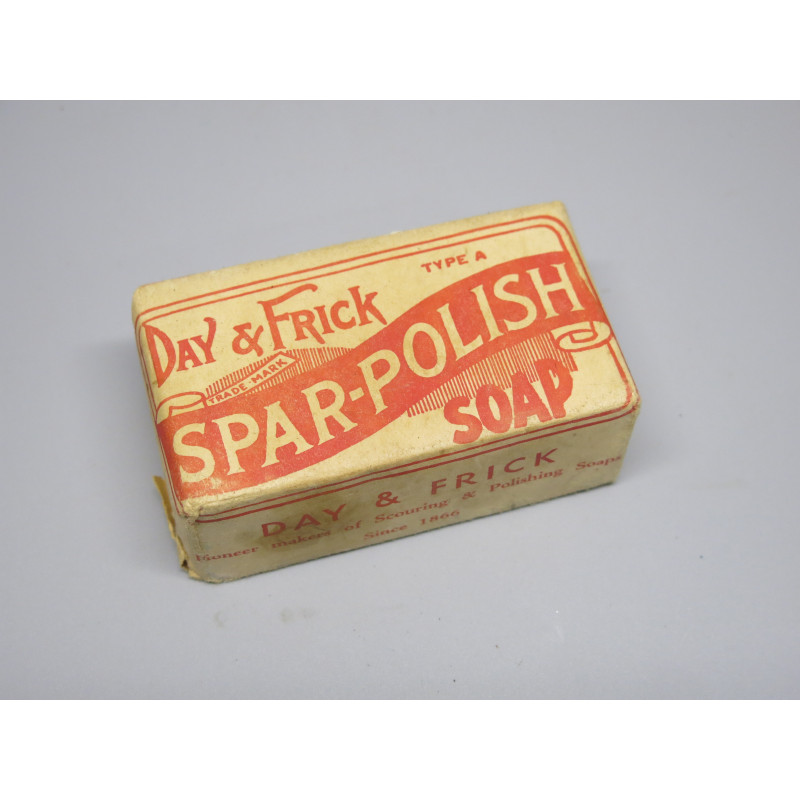 TYPE A
DAY & FRICK
TRADE-MARK
SPAR-POLISH
SOAP
DAY & FRICK
Pioneer makers of Scouring & Polishing Soaps
Since 1866